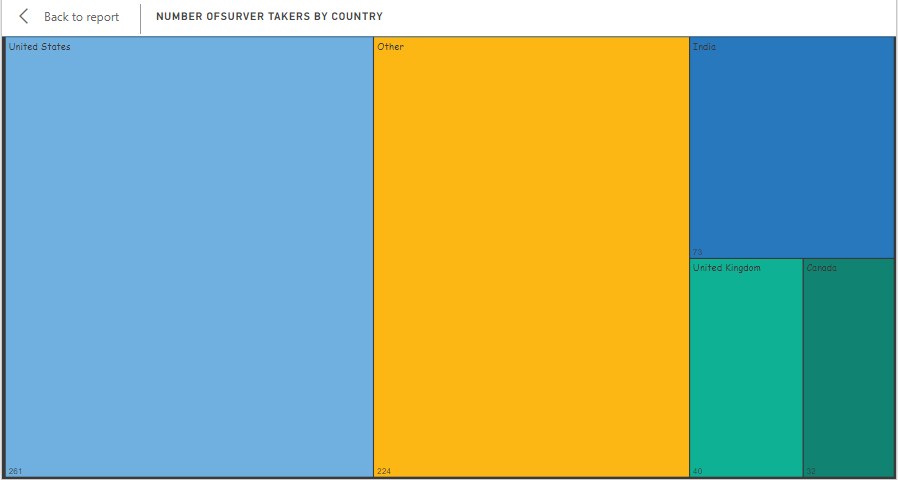 Back to report
NUMBER OFSURVER TAKERS BY COUNTRY
United States
Other
India
73
United Kingdom
Canada
261
224
40
32